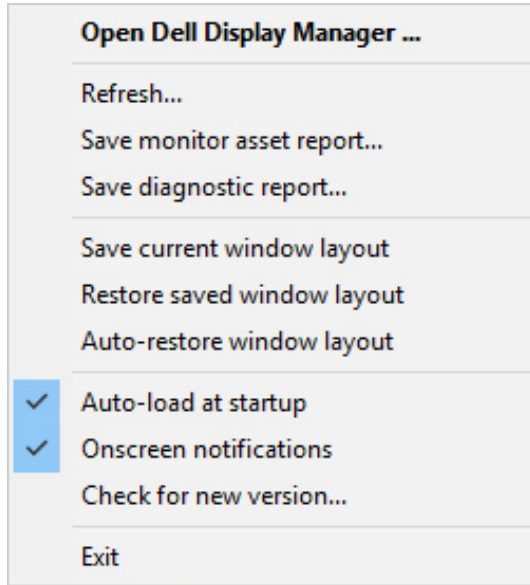 Open Dell Display Manager ...
Refresh...
Save monitor asset report...
Save diagnostic report...
Save current window layout
Restore saved window layout
Auto-restore window layout
Auto-load at startup
Onscreen notifications
Check for new version...
Exit